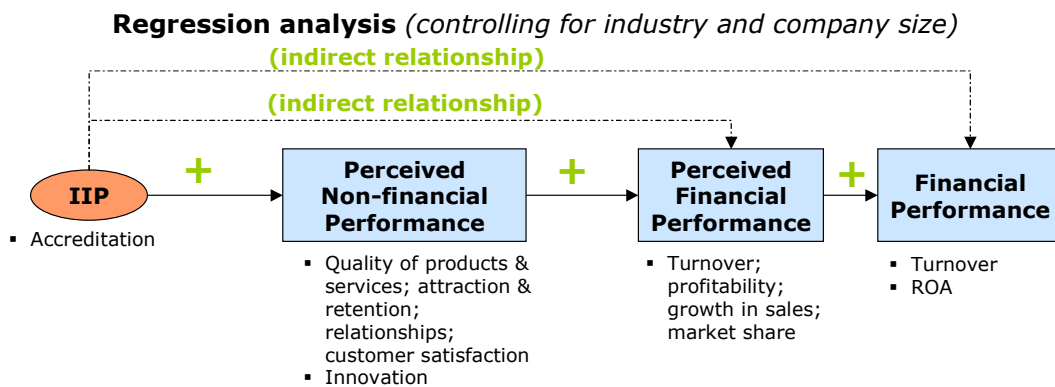 Regression analysis (controlling for industry and company size)
(indirect relationship)
(indirect relationship)
+
+
+
IIP
▪ Accreditation
Perceived
Non-financial
Performance
▪ Quality of products &
services; attraction &
retention;
relationships;
customer satisfaction
▪ Innovation
Perceived
Financial
Performance
▪ Turnover;
profitability;
growth in sales;
market share
Financial
Performance
▪ Turnover
▪ ROA